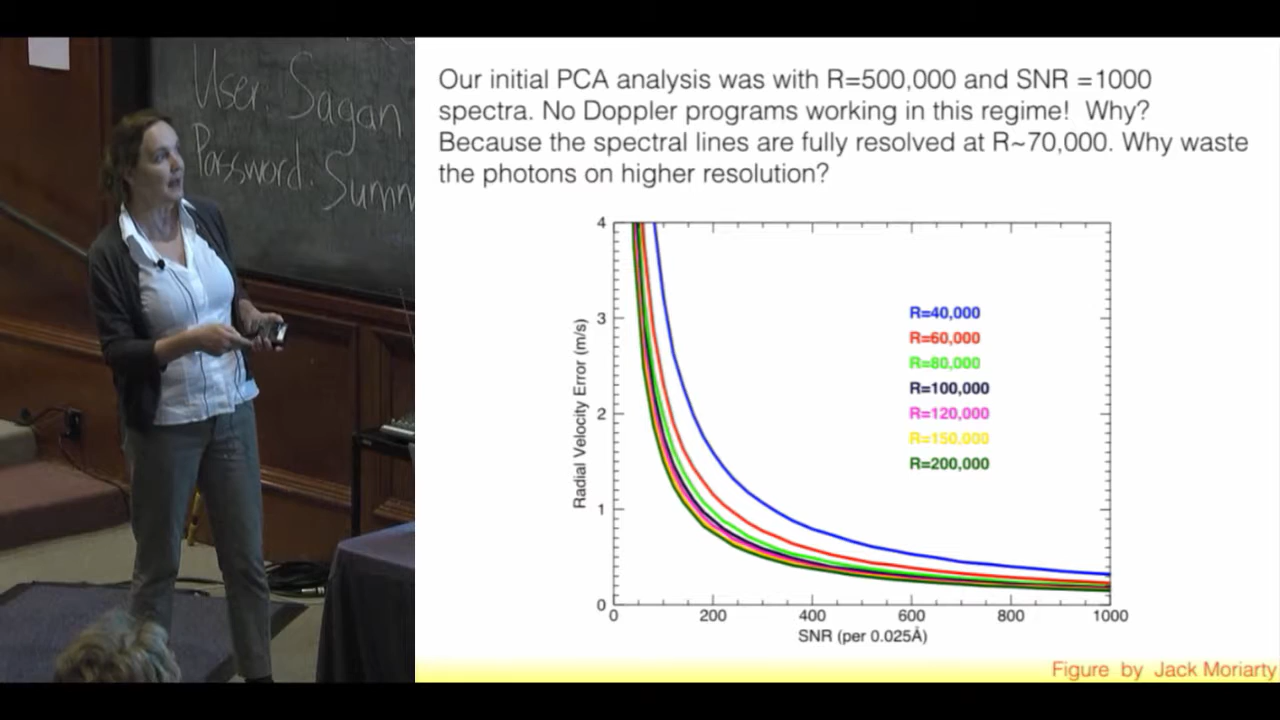 User: Sagan
Password: Summ
Our initial PCA analysis was with R=500,000 and SNR =1000
spectra. No Doppler programs working in this regime! Why?
Because the spectral lines are fully resolved at R~70,000. Why waste
the photons on higher resolution?
4
3
2
1
0
Radial Velocity Error (m/s)
R=40,000
R=60,000
R=80,000
R=100,000
R=120,000
R=150,000
R=200,000
0 200 400 600 800 1000
SNR (per 0.025Å)
Figure by Jack Moriarty